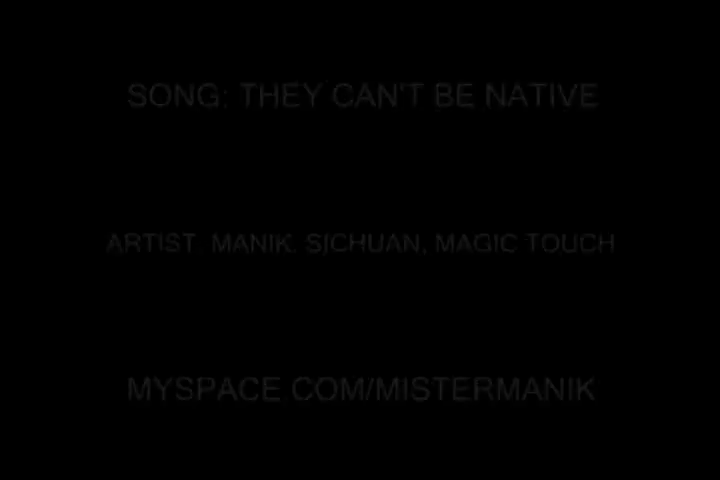 SONG: THEY CAN'T BE NATIVE
ARTIST. MANIK. SICHUAN, MAGIC TOUCH
MYSPACE.COM/MISTERMANIK